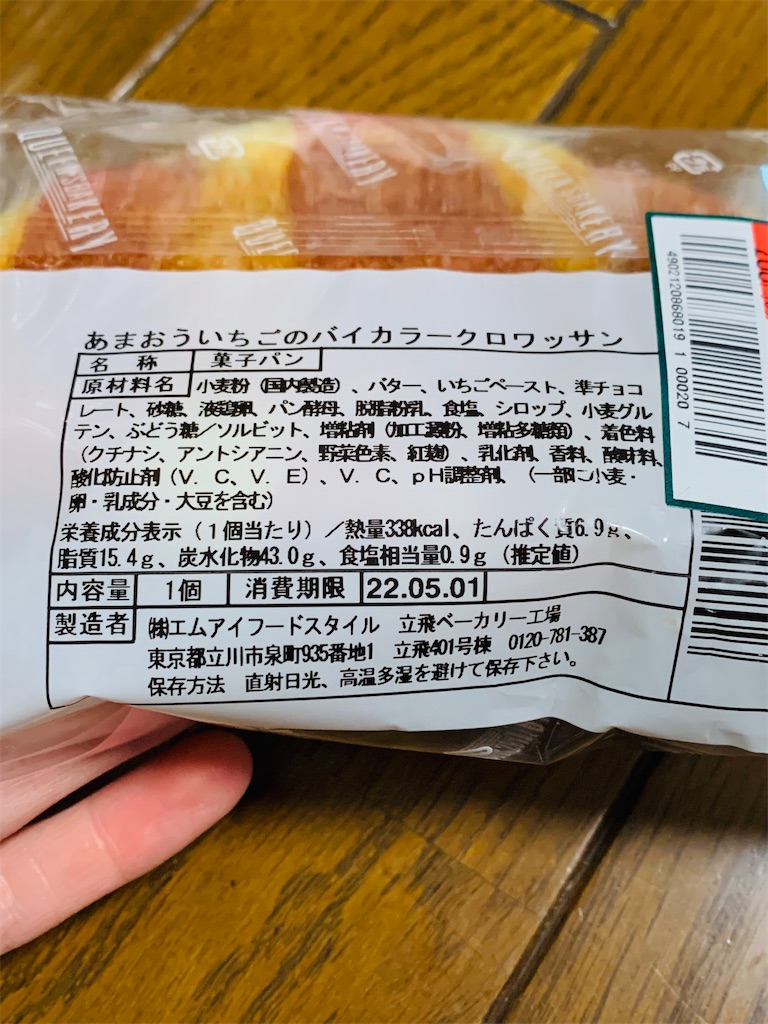 QUEEN'S BAKERY
あまおういちごのバイカラークロワッサン
名 称 菓子パン
原材料名 小麦粉(国内製造)、バター、いちごペースト、準チョコ
レート、砂糖、液鶏卵、パン酵母、脱脂粉乳、食塩、シロップ、小麦グル
テン、ぶどう糖／ソルビット、増粘剤(加工澱粉、増粘多糖類)、着色料
(クチナシ、アントシアニン、野菜色素、紅麹)、乳化剤、香料、酸味料、
酸化防止剤(V.C、V.E)、V.C、pH調整剤、(一部に小麦・
卵・乳成分・大豆を含む)
栄養成分表示(1個当たり)／熱量338kcal、たんぱく質6.9g、
脂質15.4g、炭水化物43.0g、食塩相当量0.9g(推定値)
内容量 1個 消費期限 22.05.01
製造者 ㈱エムアイフードスタイル 立飛ベーカリー工場
東京都立川市泉町935番地1 立飛401号棟 0120-781-387
保存方法 直射日光、高温多湿を避けて保存下さい。
4902120868019 1 00020 7